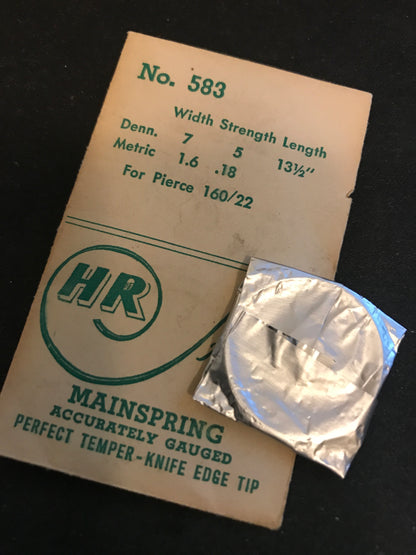 No. 583
Width Strength Length
Denn. 7 5 13½"
Metric 1.6 .18
For Pierce 160/22
HR
MAINSPRING
ACCURATELY GAUGED
PERFECT TEMPER-KNIFE EDGE TIP